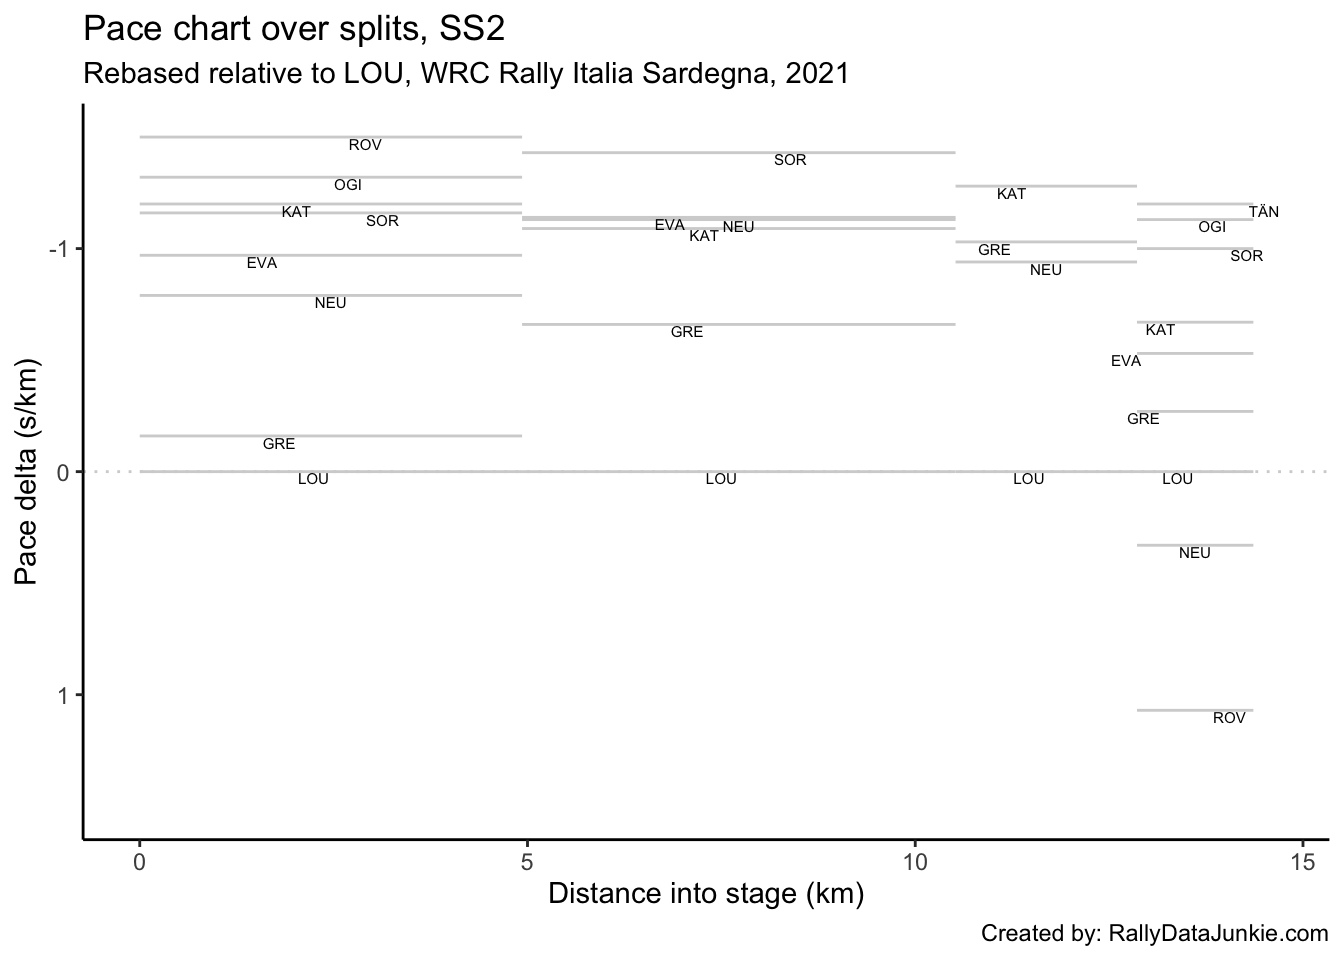 Pace chart over splits, SS2
Rebased relative to LOU, WRC Rally Italia Sardegna, 2021
ROV
SOR
OGI
KAT
KAT
SOR
TÄN
EVA
NEU
OGI
KAT
-1
GRE
SOR
EVA
NEU
NEU
GRE
KAT
EVA
GRE
GRE
0
LOU
LOU
LOU
LOU
NEU
1
ROV
Pace delta (s/km)
0
5
10
15
Distance into stage (km)
Created by: RallyDataJunkie.com